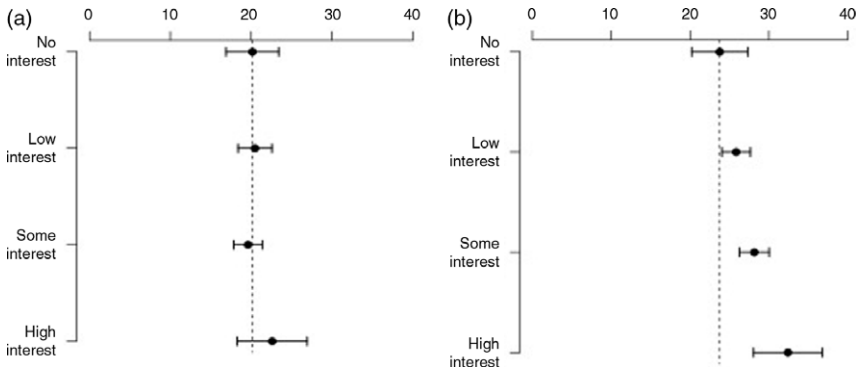 (a)
0 10 20 30 40
No
interest
Low
interest
Some
interest
High
interest
(b)
0 10 20 30 40
No
interest
Low
interest
Some
interest
High
interest